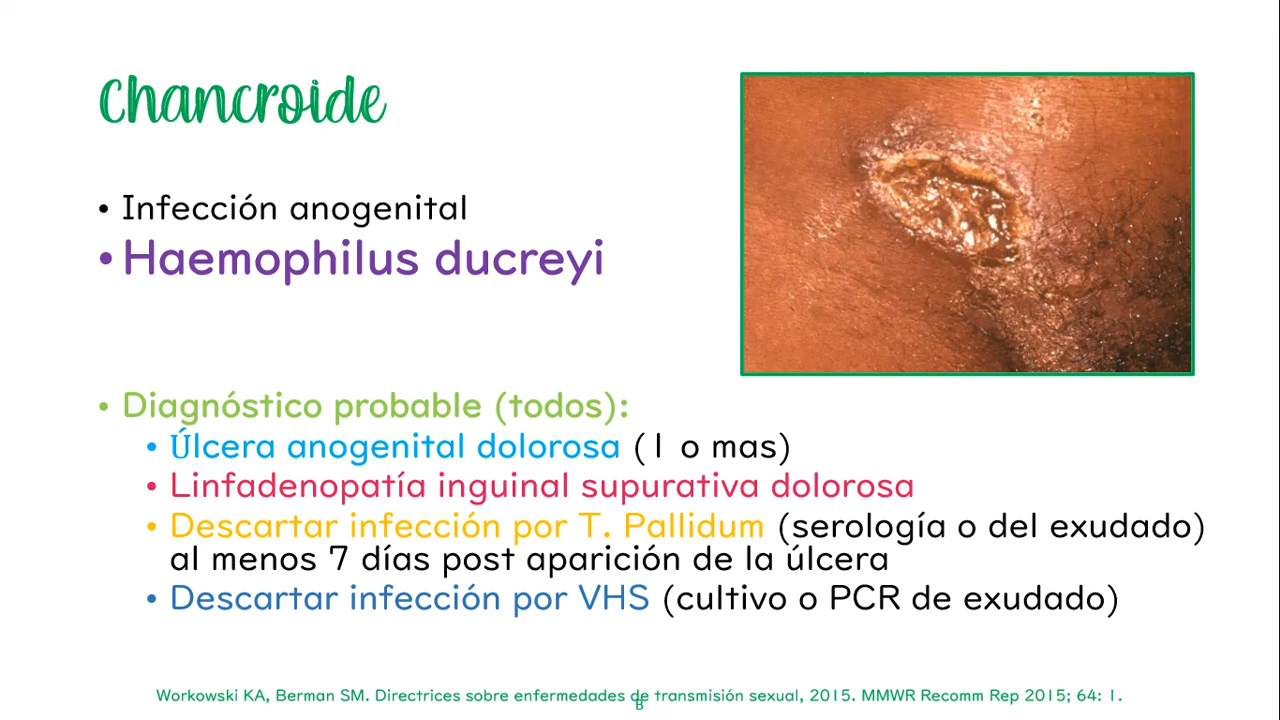 Chancroide
• Infección anogenital
• Haemophilus ducreyi
• Diagnóstico probable (todos):
• Úlcera anogenital dolorosa (1 o mas)
• Linfadenopatía inguinal supurativa dolorosa
• Descartar infección por T. Pallidum (serología o del exudado)
al menos 7 días post aparición de la úlcera
• Descartar infección por VHS (cultivo o PCR de exudado)
Workowski KA, Berman SM. Directrices sobre enfermedades de transmisión sexual, 2015. MMWR Recomm Rep 2015; 64: 1.
B